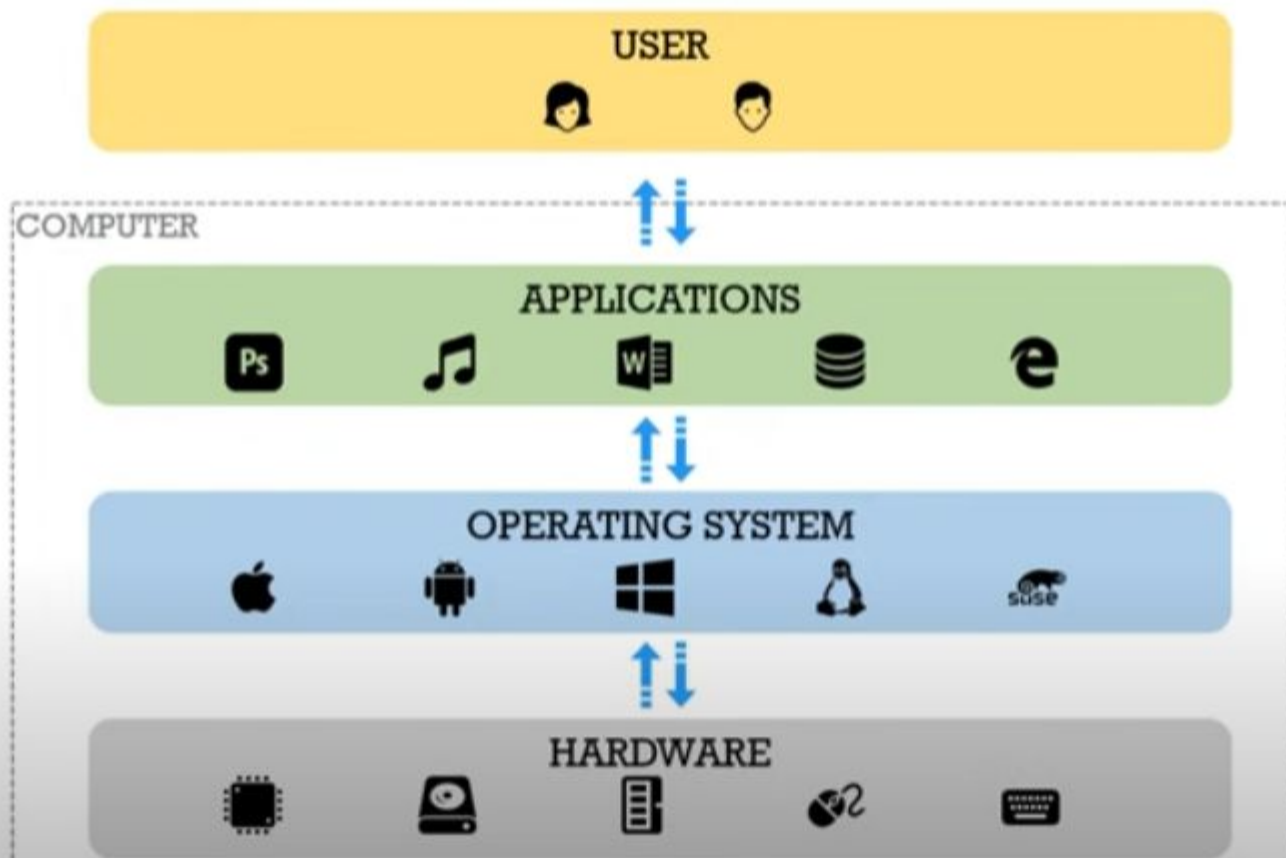 USER
COMPUTER
APPLICATIONS
Ps
W
e
OPERATING SYSTEM
suse
HARDWARE